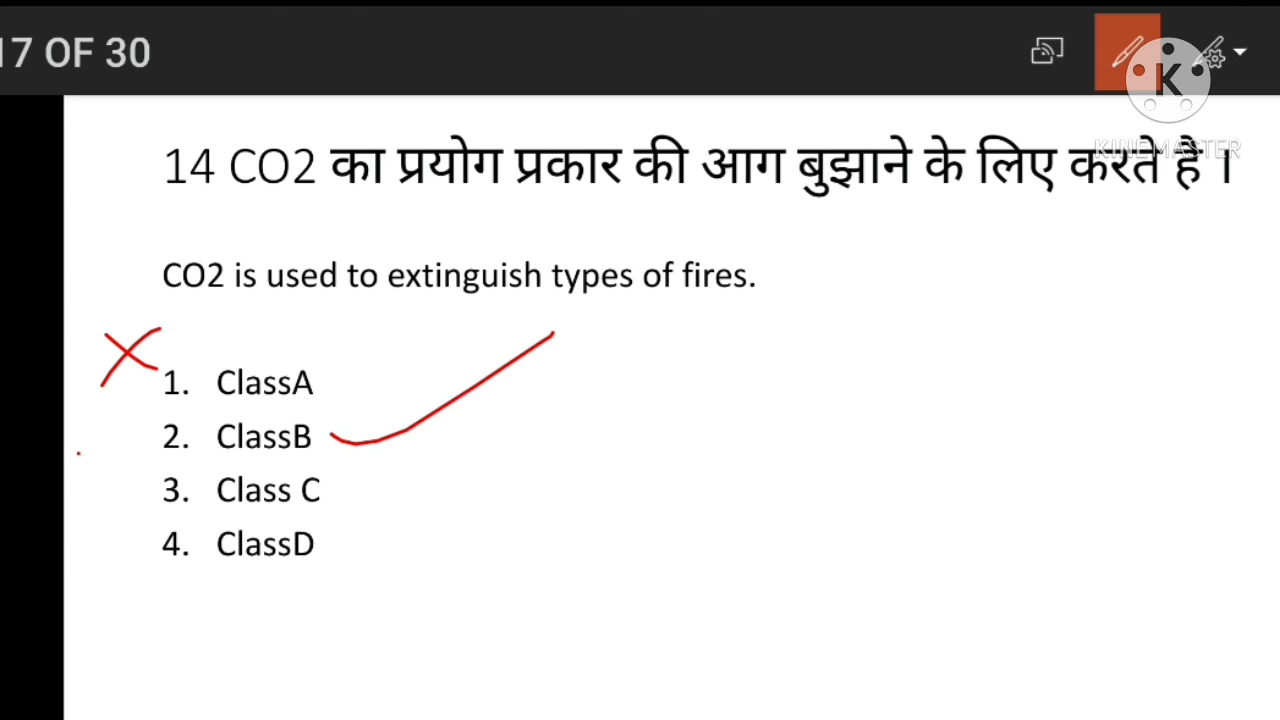 17 OF 30
K
KINEMASTER
14 CO2 का प्रयोग प्रकार की आग बुझाने के लिए करते है ।
CO2 is used to extinguish types of fires.
1. ClassA
2. ClassB
3. Class C
4. ClassD